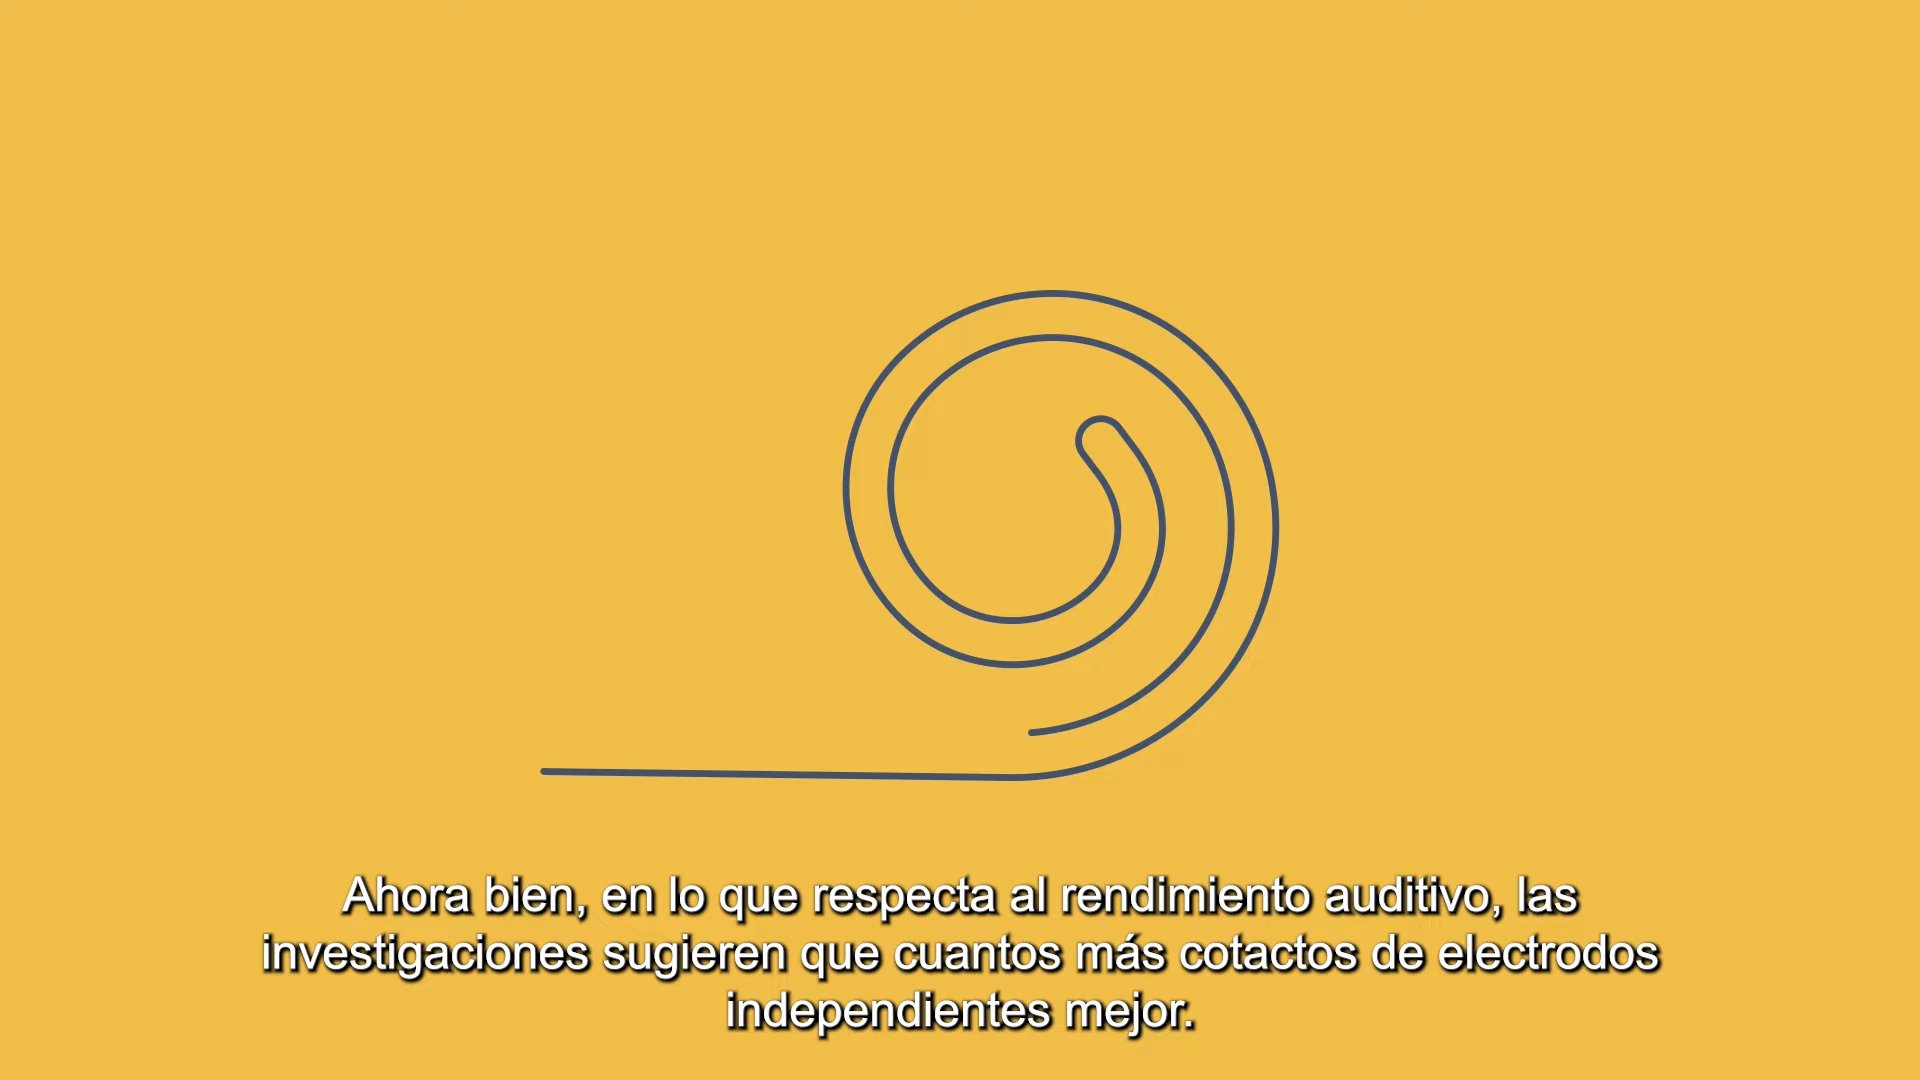 Ahora bien, en lo que respecta al rendimiento auditivo, las
investigaciones sugieren que cuantos más cotactos de electrodos
independientes mejor.